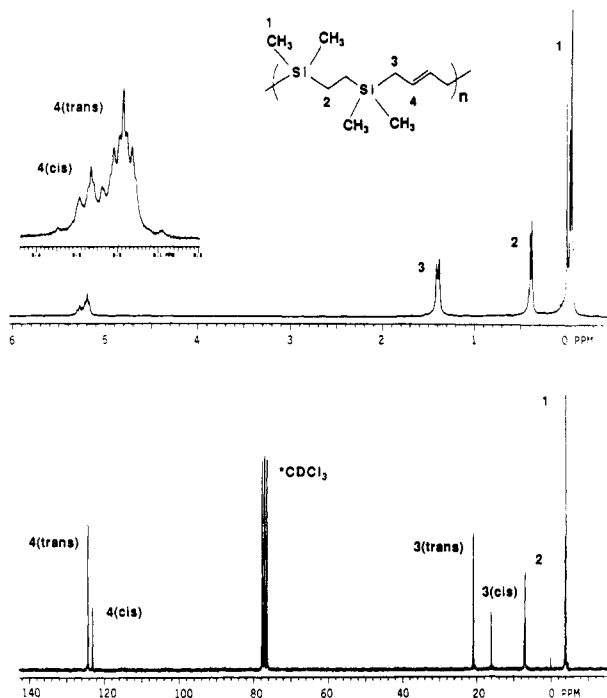 1
CH₃
CH₃
3
Si
n
2
Si
4
CH₃
CH₃
1
4(trans)
4(cis)
3
2
6
5
4
3
2
1
0 PPM
1
*CDCl₃
4(trans)
4(cis)
3(trans)
3(cis)
2
140
120
100
80
60
40
20
0 PPM